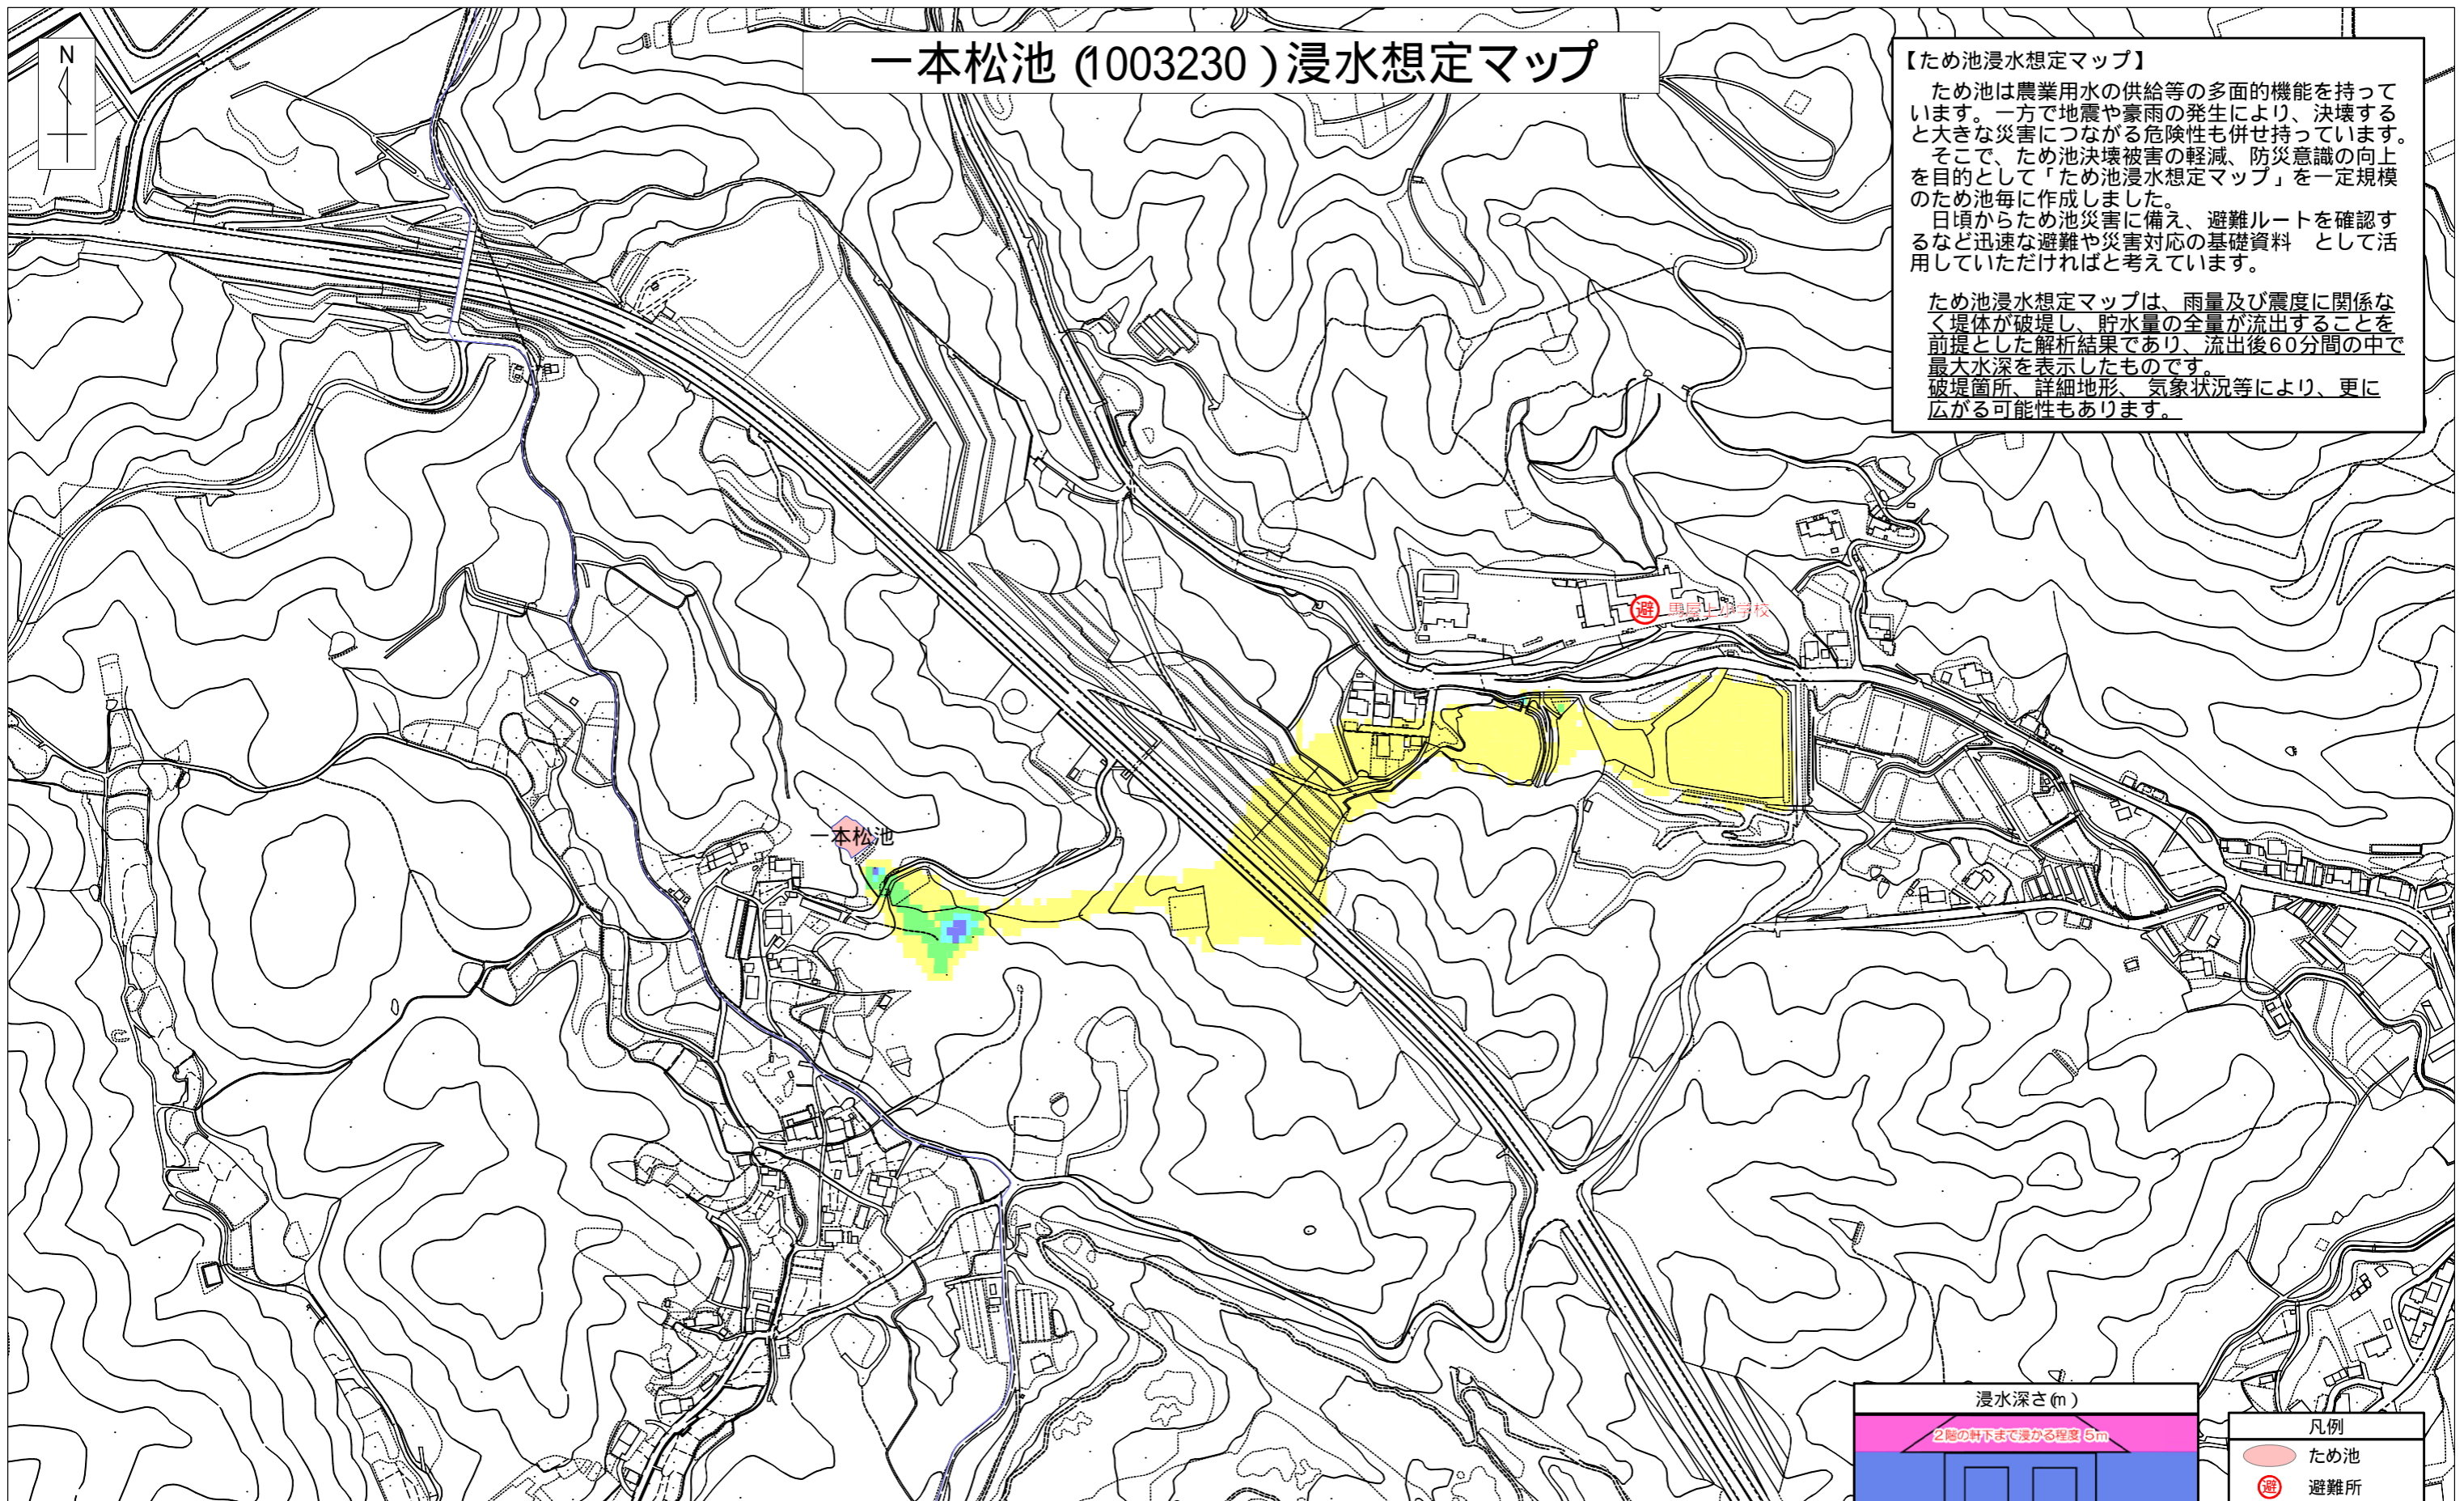 N
一本松池 (1003230 ) 浸水想定マップ
【ため池浸水想定マップ】
ため池は農業用水の供給等の多面的機能を持って
います。一方で地震や豪雨の発生により、決壊する
と大きな災害につながる危険性も併せ持っています。
そこで、ため池決壊被害の軽減、防災意識の向上
を目的として「ため池浸水想定マップ」を一定規模
のため池毎に作成しました。
日頃からため池災害に備え、避難ルートを確認す
るなど迅速な避難や災害対応の基礎資料　として活
用していただければと考えています。
ため池浸水想定マップは、雨量及び震度に関係な
く堤体が破堤し、貯水量の全量が流出することを
前提とした解析結果であり、流出後60分間の中で
最大水深を表示したものです。
破堤箇所、詳細地形、 気象状況等により、更に
広がる可能性もあります。
避 馬屋上小学校
一本松池
浸水深さ(m )
2階の軒下まで浸かる程度 5m
凡例
ため池
避 避難所